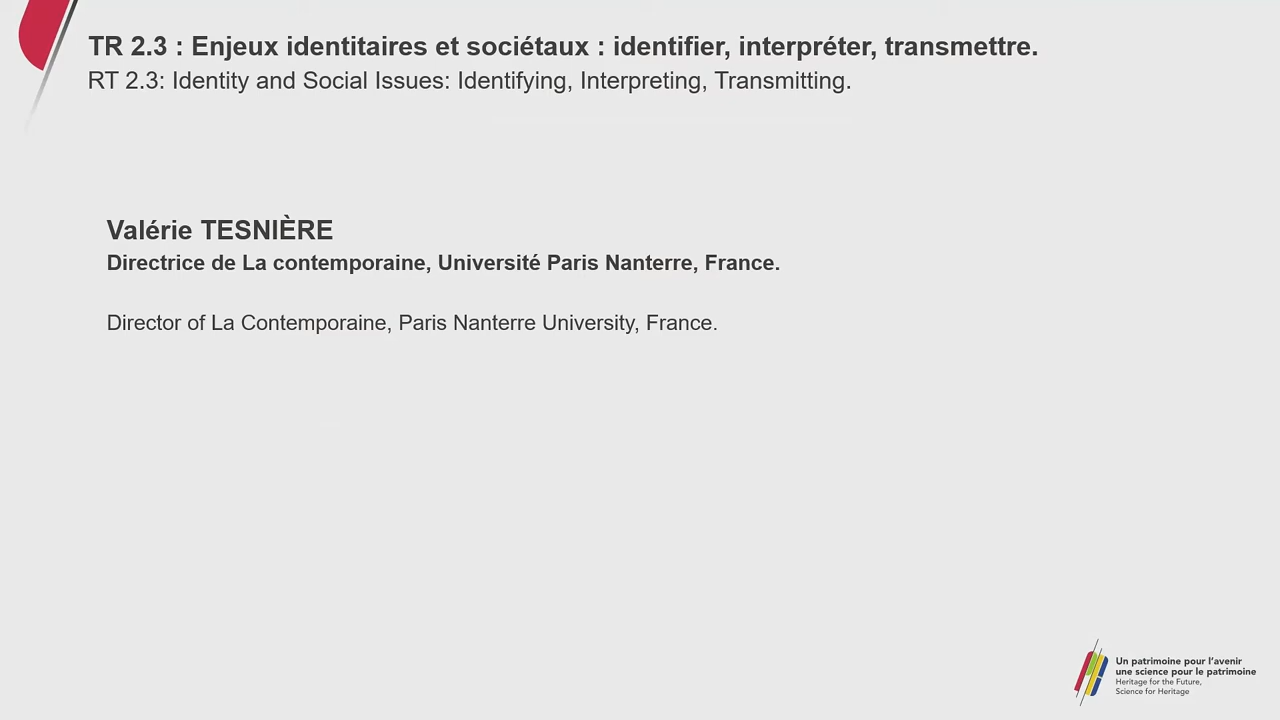 TR 2.3 : Enjeux identitaires et sociétaux : identifier, interpréter, transmettre.
RT 2.3: Identity and Social Issues: Identifying, Interpreting, Transmitting.
Valérie TESNIÈRE
Directrice de La contemporaine, Université Paris Nanterre, France.
Director of La Contemporaine, Paris Nanterre University, France.
Un patrimoine pour l'avenir
une science pour le patrimoine
Heritage for the Future,
Science for Heritage